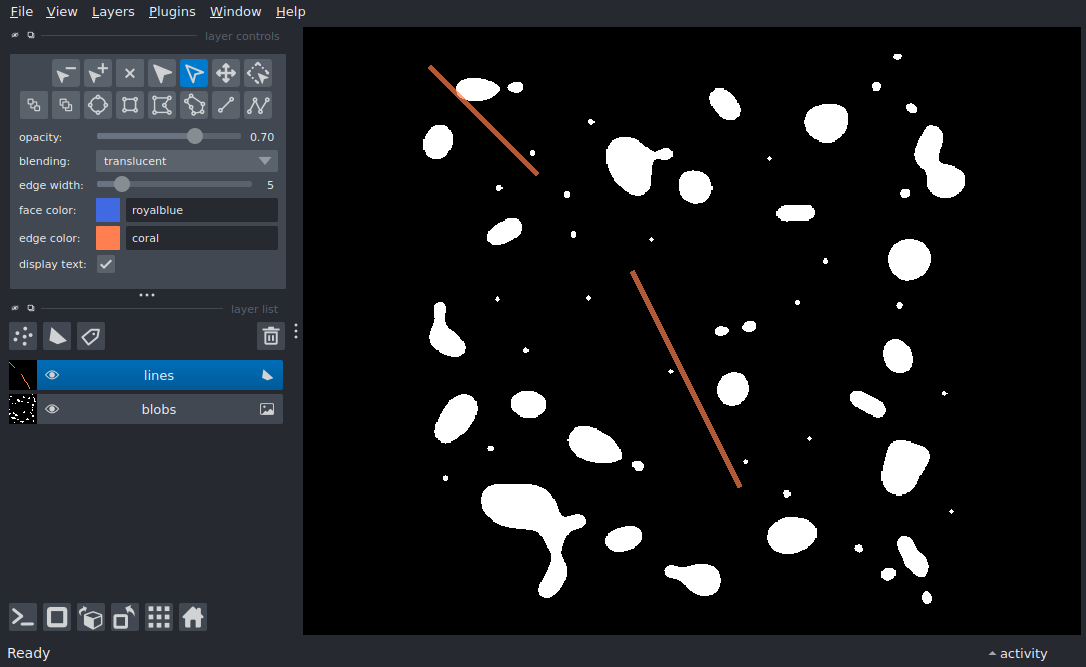 File View Layers Plugins Window Help
layer controls
opacity: 0.70
blending: translucent
edge width: 5
face color: royalblue
edge color: coral
display text:
layer list
lines
blobs
Ready
activity